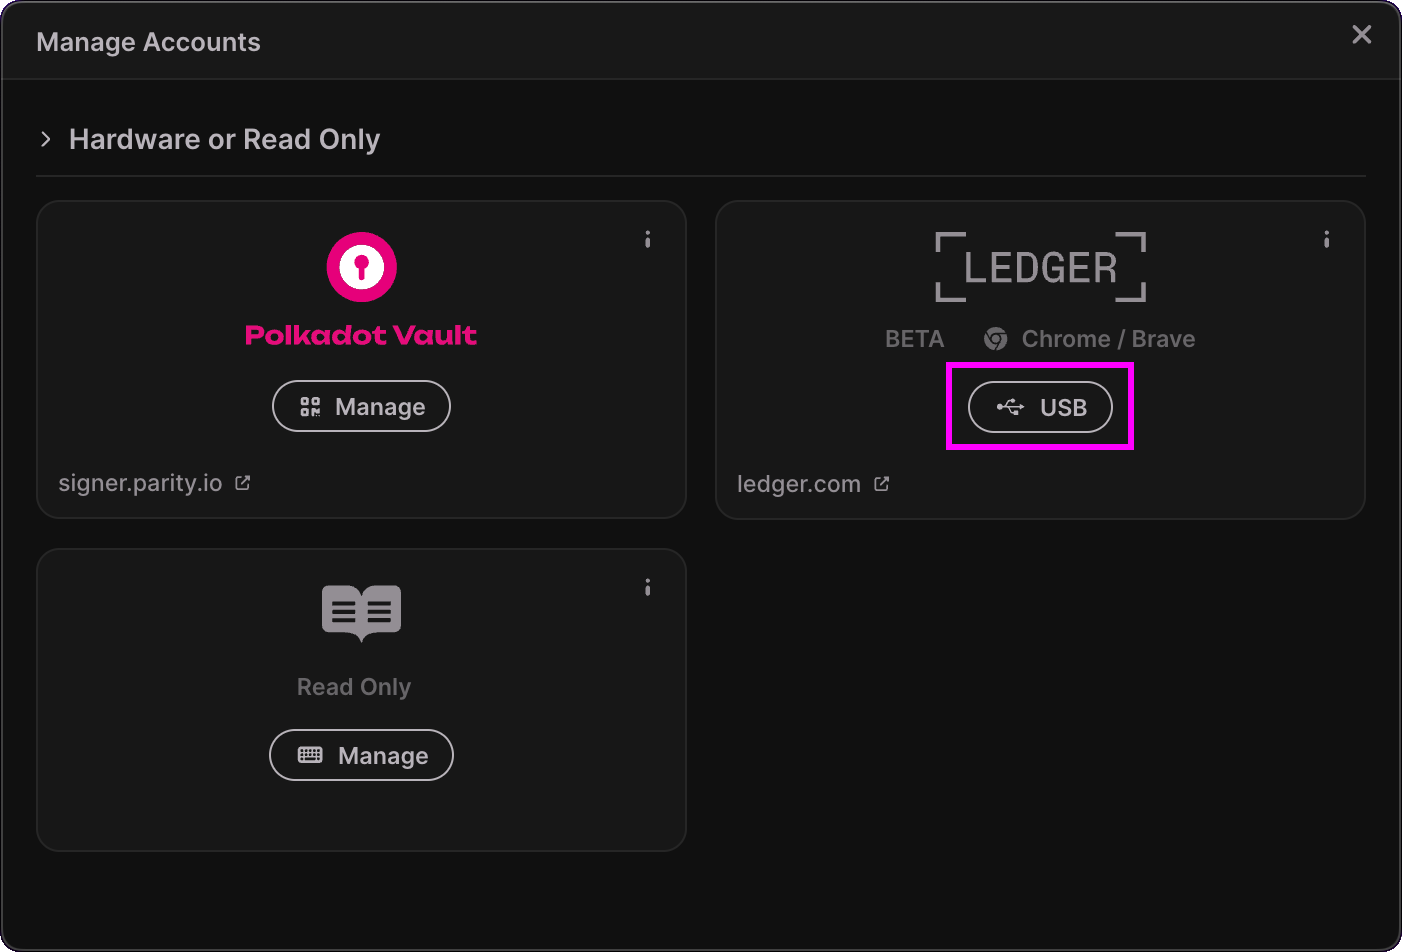 Manage Accounts
Hardware or Read Only
Polkadot Vault
Manage
signer.parity.io
LEDGER
BETA Chrome / Brave
USB
ledger.com
Read Only
Manage